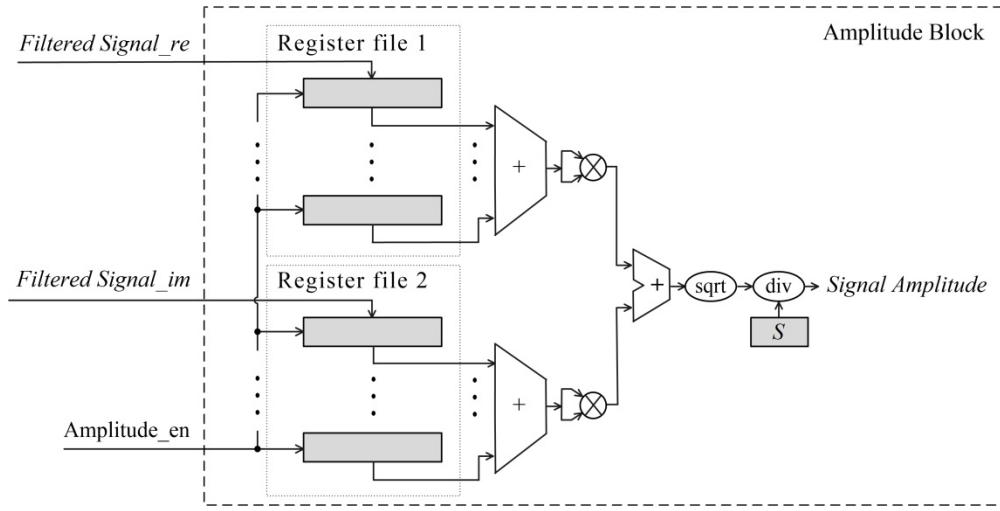 Amplitude Block
Filtered Signal_re
Register file 1
+
Filtered Signal_im
Register file 2
+
sqrt
div
Signal Amplitude
S
+
Amplitude_en